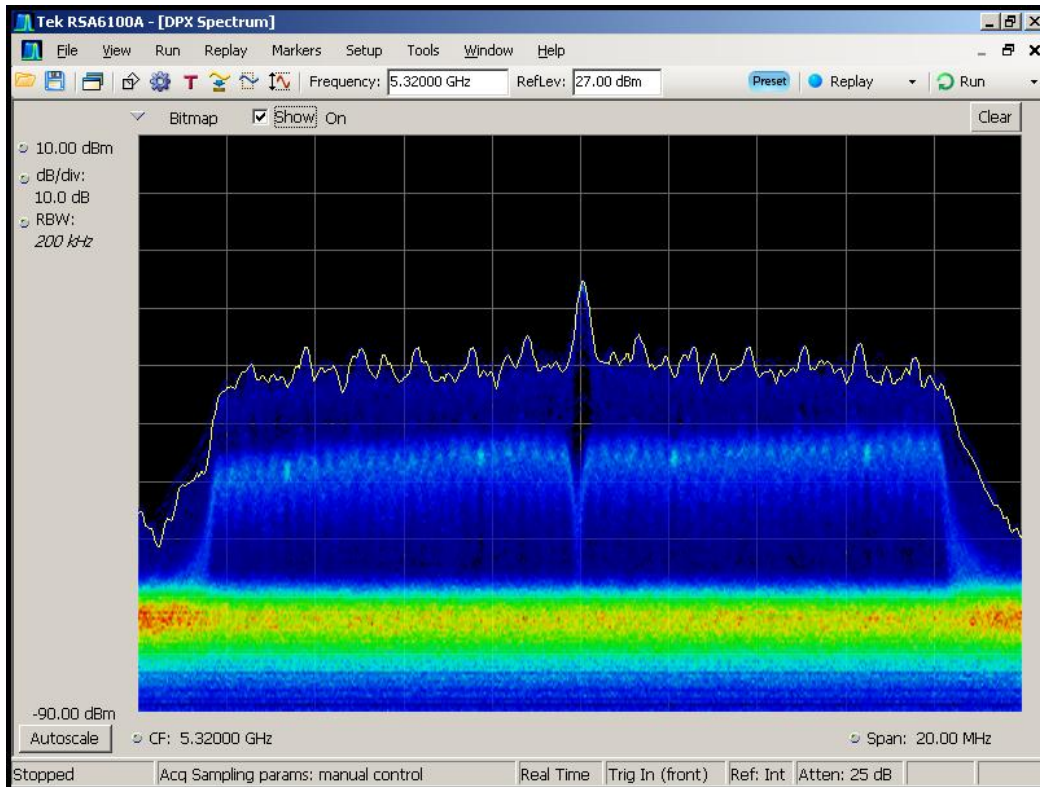 Tek RSA6100A - [DPX Spectrum]
File View Run Replay Markers Setup Tools Window Help
Frequency: 5.32000 GHz RefLev: 27.00 dBm Preset Replay Run
Bitmap Show On Clear
10.00 dBm
dB/div:
10.0 dB
RBW:
200 kHz
-90.00 dBm
Autoscale CF: 5.32000 GHz Span: 20.00 MHz
Stopped Acq Sampling params: manual control Real Time Trig In (front) Ref: Int Atten: 25 dB